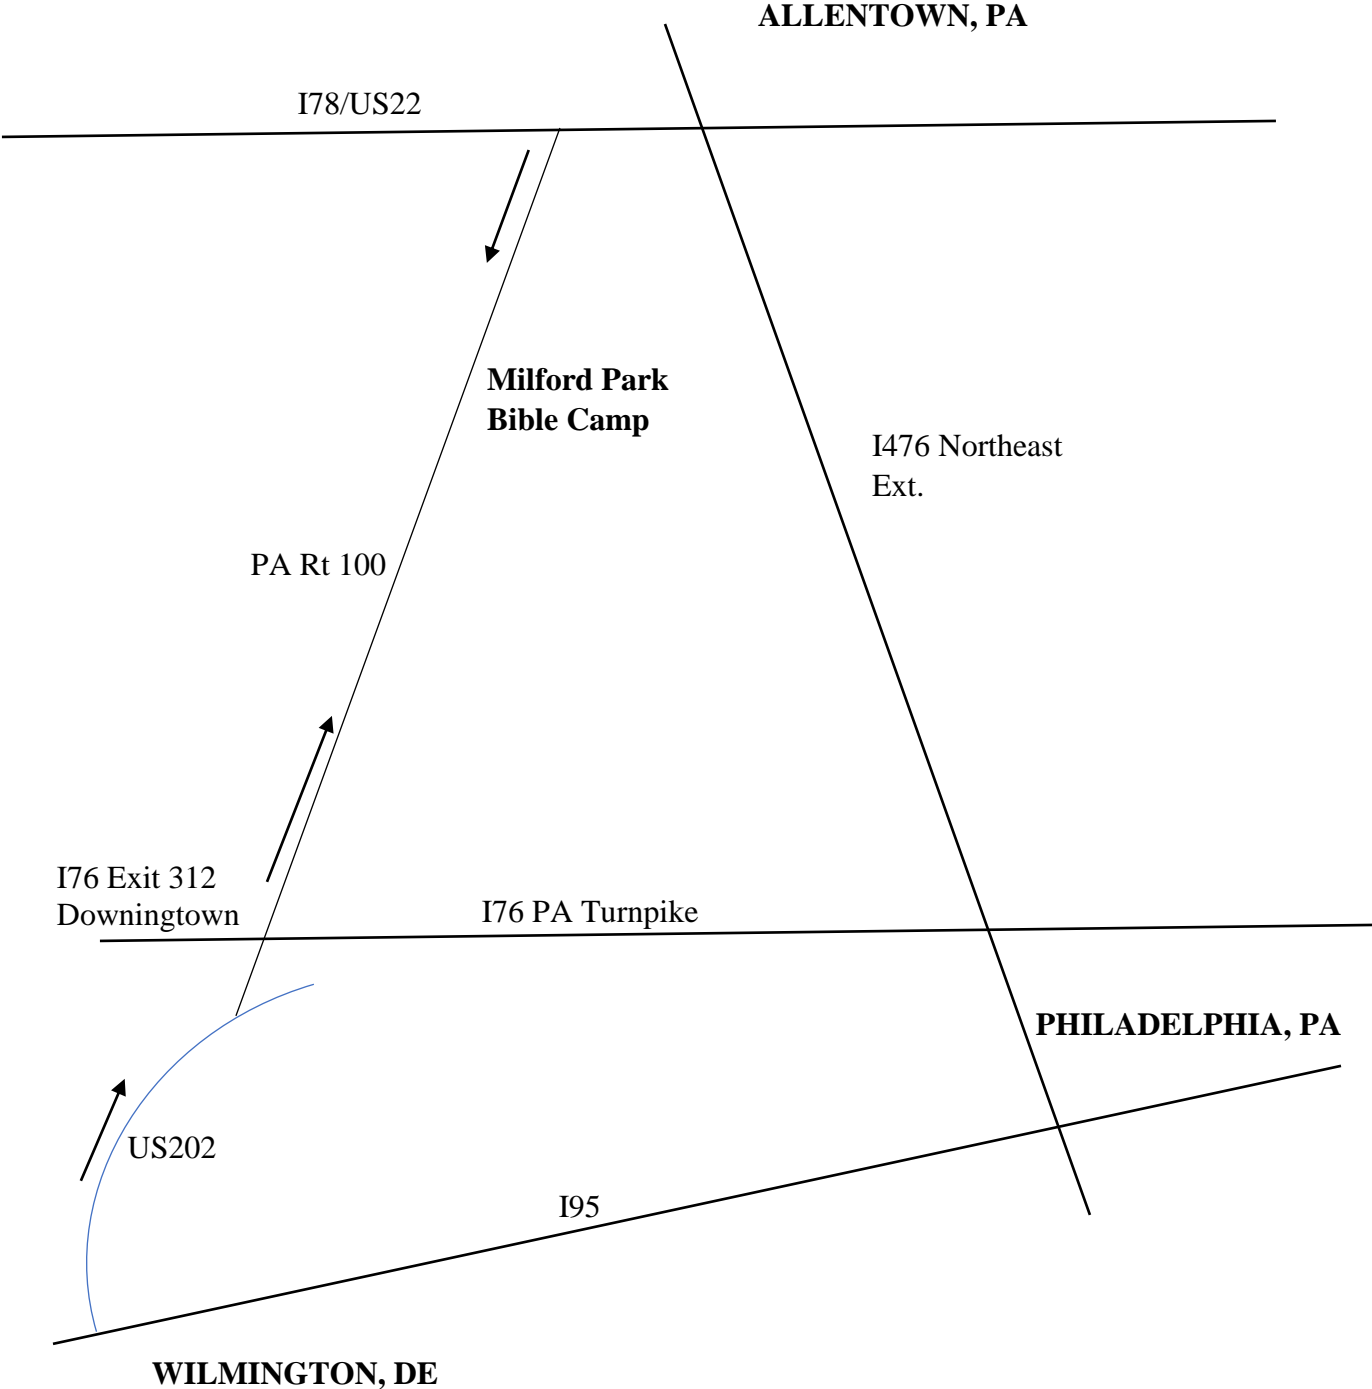 ALLENTOWN, PA
I78/US22
Milford Park
Bible Camp
I476 Northeast
Ext.
PA Rt 100
I76 Exit 312
Downingtown
I76 PA Turnpike
PHILADELPHIA, PA
US202
I95
WILMINGTON, DE